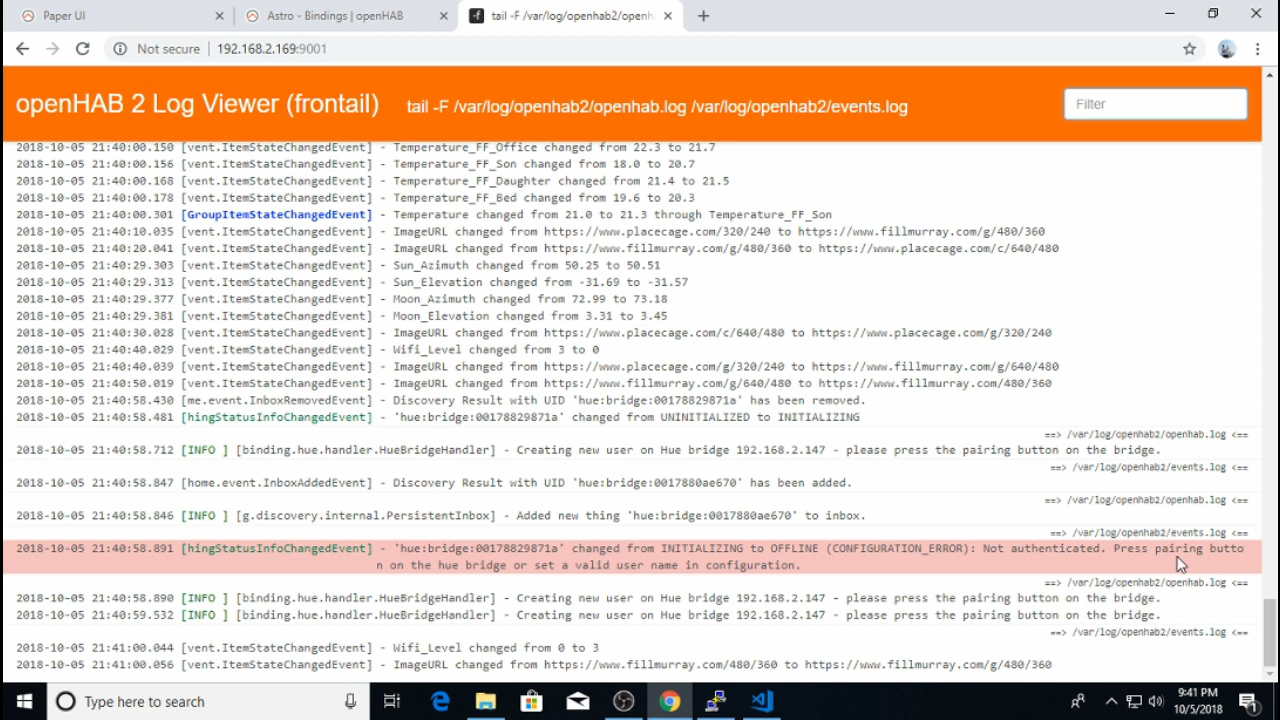 Paper UI
Astro - Bindings | openHAB
tail -F /var/log/openhab2/openh
Not secure | 192.168.2.169:9001
openHAB 2 Log Viewer (frontail)
tail -F /var/log/openhab2/openhab.log /var/log/openhab2/events.log
Filter
2018-10-05 21:40:00.150 [vent.ItemStateChangedEvent] - Temperature_FF_Office changed from 22.3 to 21.7
2018-10-05 21:40:00.156 [vent.ItemStateChangedEvent] - Temperature_FF_Son changed from 18.0 to 20.7
2018-10-05 21:40:00.168 [vent.ItemStateChangedEvent] - Temperature_FF_Daughter changed from 21.4 to 21.5
2018-10-05 21:40:00.178 [vent.ItemStateChangedEvent] - Temperature_FF_Bed changed from 19.6 to 20.3
2018-10-05 21:40:00.301 [GroupItemStateChangedEvent] - Temperature changed from 21.0 to 21.3 through Temperature_FF_Son
2018-10-05 21:40:10.035 [vent.ItemStateChangedEvent] - ImageURL changed from https://www.placecage.com/320/240 to https://www.fillmurray.com/g/480/360
2018-10-05 21:40:20.041 [vent.ItemStateChangedEvent] - ImageURL changed from https://www.fillmurray.com/g/480/360 to https://www.placecage.com/c/640/480
2018-10-05 21:40:29.303 [vent.ItemStateChangedEvent] - Sun_Azimuth changed from 50.25 to 50.51
2018-10-05 21:40:29.313 [vent.ItemStateChangedEvent] - Sun_Elevation changed from -31.69 to -31.57
2018-10-05 21:40:29.377 [vent.ItemStateChangedEvent] - Moon_Azimuth changed from 72.99 to 73.18
2018-10-05 21:40:29.381 [vent.ItemStateChangedEvent] - Moon_Elevation changed from 3.31 to 3.45
2018-10-05 21:40:30.028 [vent.ItemStateChangedEvent] - ImageURL changed from https://www.placecage.com/c/640/480 to https://www.placecage.com/g/320/240
2018-10-05 21:40:40.029 [vent.ItemStateChangedEvent] - Wifi_Level changed from 3 to 0
2018-10-05 21:40:40.039 [vent.ItemStateChangedEvent] - ImageURL changed from https://www.placecage.com/g/320/240 to https://www.fillmurray.com/g/640/480
2018-10-05 21:40:50.019 [vent.ItemStateChangedEvent] - ImageURL changed from https://www.fillmurray.com/g/640/480 to https://www.fillmurray.com/480/360
2018-10-05 21:40:58.430 [me.event.InboxRemovedEvent] - Discovery Result with UID 'hue:bridge:00178829871a' has been removed.
2018-10-05 21:40:58.481 [hingStatusInfoChangedEvent] - 'hue:bridge:00178829871a' changed from UNINITIALIZED to INITIALIZING
==> /var/log/openhab2/openhab.log <==
2018-10-05 21:40:58.712 [INFO ] [binding.hue.handler.HueBridgeHandler] - Creating new user on Hue bridge 192.168.2.147 - please press the pairing button on the bridge.
==> /var/log/openhab2/events.log <==
2018-10-05 21:40:58.847 [home.event.InboxAddedEvent] - Discovery Result with UID 'hue:bridge:0017880ae670' has been added.
==> /var/log/openhab2/openhab.log <==
2018-10-05 21:40:58.846 [INFO ] [g.discovery.internal.PersistentInbox] - Added new thing 'hue:bridge:0017880ae670' to inbox.
==> /var/log/openhab2/events.log <==
2018-10-05 21:40:58.891 [hingStatusInfoChangedEvent] - 'hue:bridge:00178829871a' changed from INITIALIZING to OFFLINE (CONFIGURATION_ERROR): Not authenticated. Press pairing butto
n on the hue bridge or set a valid user name in configuration.
==> /var/log/openhab2/openhab.log <==
2018-10-05 21:40:58.890 [INFO ] [binding.hue.handler.HueBridgeHandler] - Creating new user on Hue bridge 192.168.2.147 - please press the pairing button on the bridge.
2018-10-05 21:40:59.532 [INFO ] [binding.hue.handler.HueBridgeHandler] - Creating new user on Hue bridge 192.168.2.147 - please press the pairing button on the bridge.
==> /var/log/openhab2/events.log <==
2018-10-05 21:41:00.044 [vent.ItemStateChangedEvent] - Wifi_Level changed from 0 to 3
2018-10-05 21:41:00.056 [vent.ItemStateChangedEvent] - ImageURL changed from https://www.fillmurray.com/480/360 to https://www.fillmurray.com/g/480/360
Type here to search
9:41 PM
10/5/2018
1